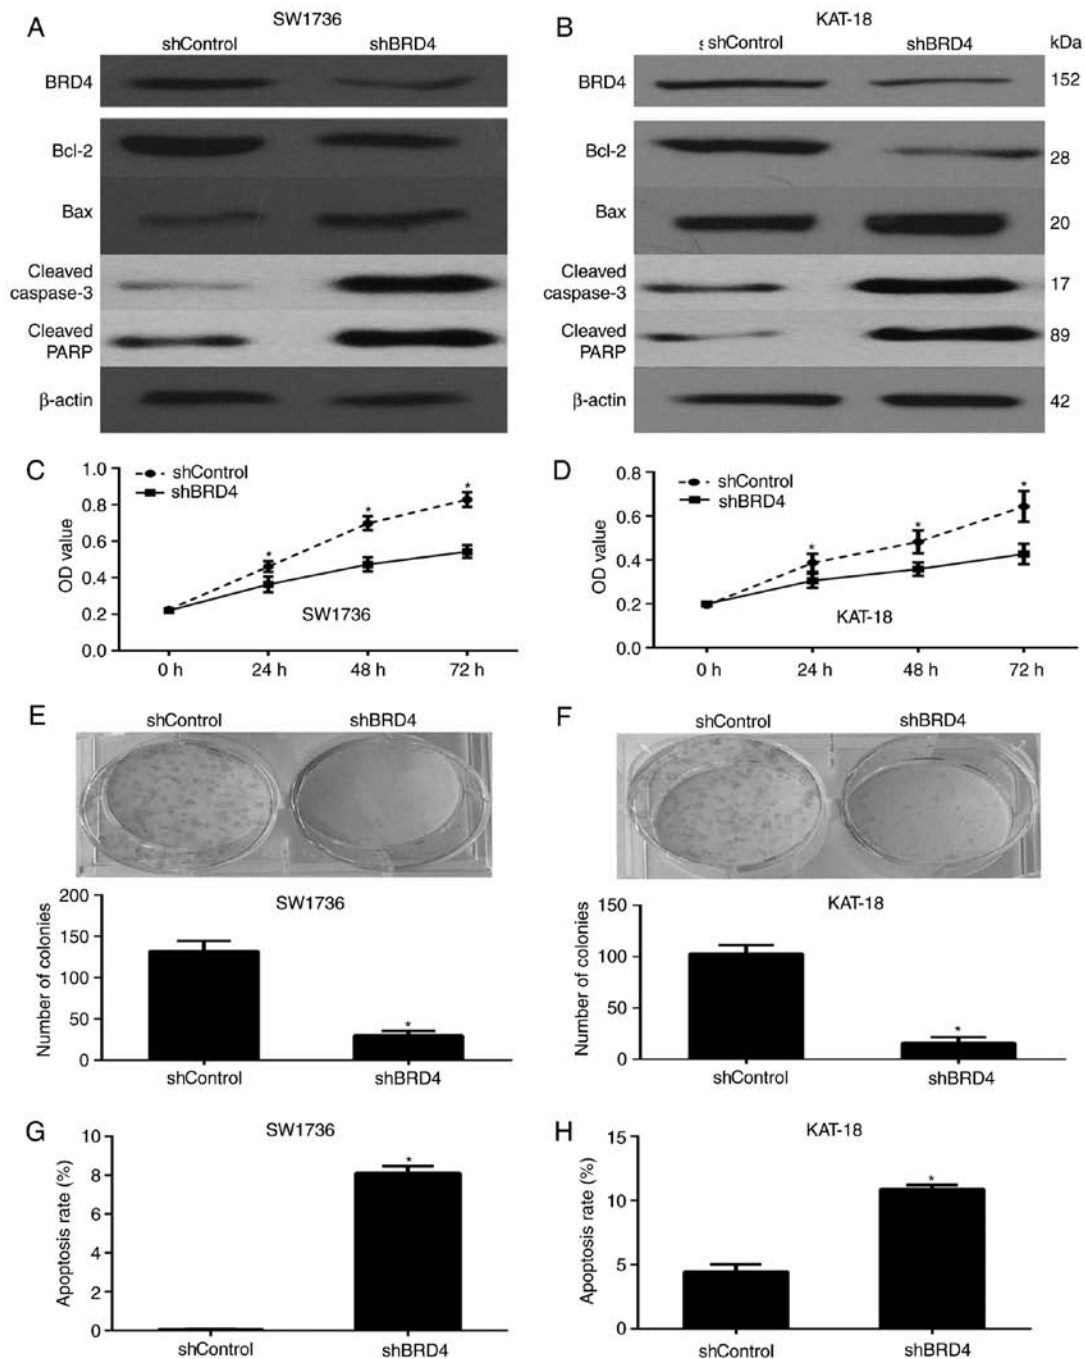 A
SW1736
shControl shBRD4
BRD4
Bcl-2
Bax
Cleaved
caspase-3
Cleaved
PARP
β-actin
B
KAT-18
shControl shBRD4 kDa
BRD4 152
Bcl-2 28
Bax 20
Cleaved
caspase-3 17
Cleaved
PARP 89
β-actin 42
C
1.0
0.8
0.6
0.4
0.2
0.0
OD value
shControl
shBRD4
* * *
SW1736
0 h 24 h 48 h 72 h
D
0.8
0.6
0.4
0.2
0.0
OD value
shControl
shBRD4
* * *
KAT-18
0 h 24 h 48 h 72 h
E
shControl shBRD4
SW1736
200
150
100
50
0
Number of colonies
*
shControl shBRD4
F
shControl shBRD4
KAT-18
150
100
50
0
Number of colonies
*
shControl shBRD4
G
SW1736
10
8
6
4
2
0
Apoptosis rate (%)
*
shControl shBRD4
H
KAT-18
15
10
5
0
Apoptosis rate (%)
*
shControl shBRD4